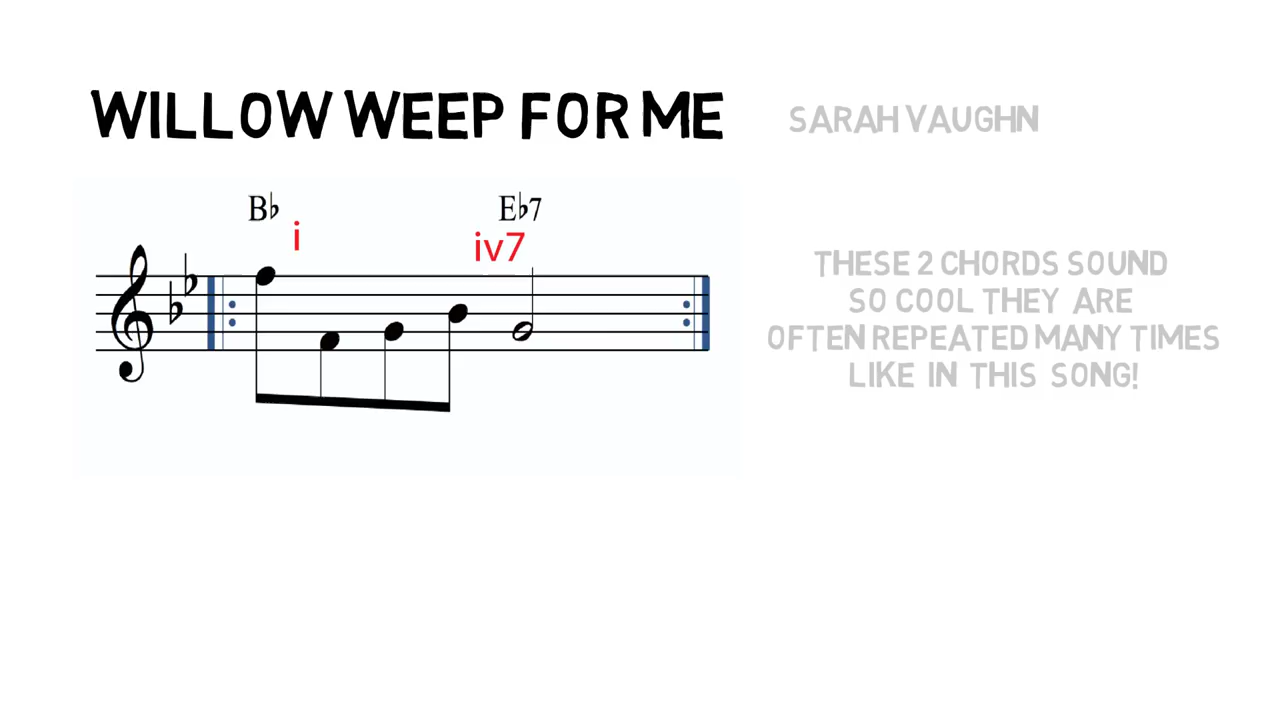 WILLOW WEEP FOR ME
SARAH VAUGHN
B♭
E♭7
i
iv7
THESE 2 CHORDS SOUND
SO COOL THEY ARE
OFTEN REPEATED MANY TIMES
LIKE IN THIS SONG!